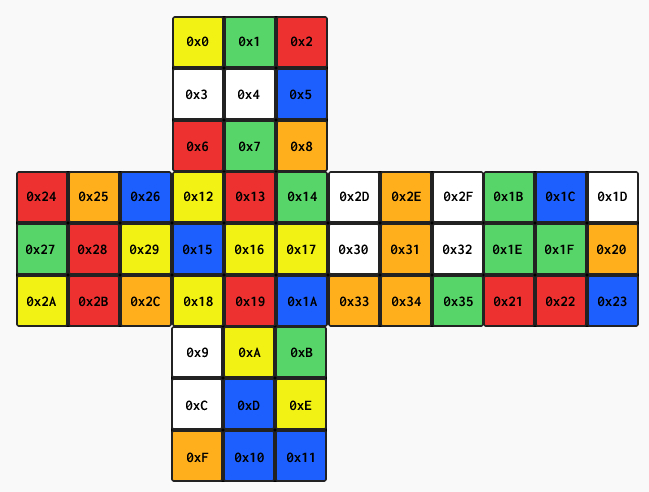 0x0 0x1 0x2
0x3 0x4 0x5
0x6 0x7 0x8
0x24 0x25 0x26 0x12 0x13 0x14 0x2D 0x2E 0x2F 0x1B 0x1C 0x1D
0x27 0x28 0x29 0x15 0x16 0x17 0x30 0x31 0x32 0x1E 0x1F 0x20
0x2A 0x2B 0x2C 0x18 0x19 0x1A 0x33 0x34 0x35 0x21 0x22 0x23
0x9 0xA 0xB
0xC 0xD 0xE
0xF 0x10 0x11